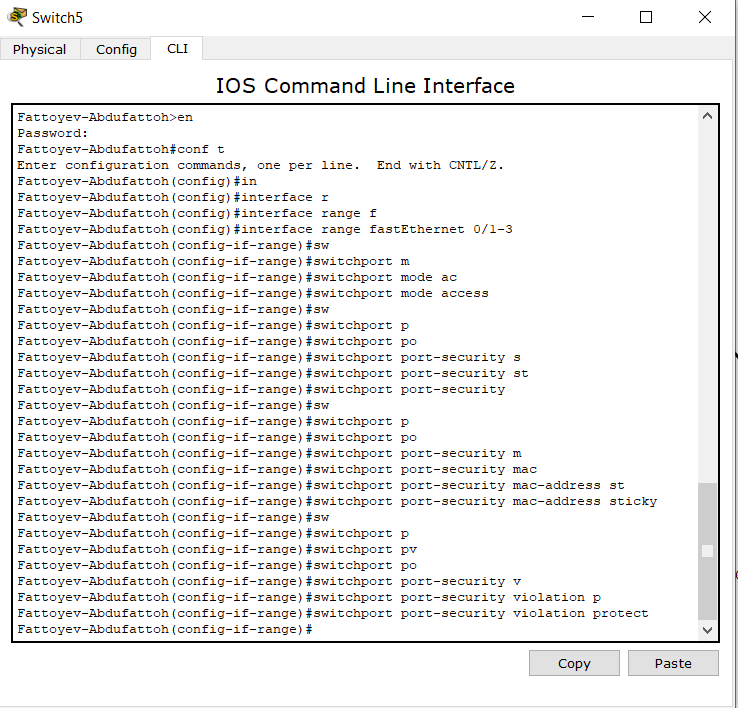 Switch5
Physical Config CLI
IOS Command Line Interface
Fattoyev-Abdufattoh>en
Password:
Fattoyev-Abdufattoh#conf t
Enter configuration commands, one per line.  End with CNTL/Z.
Fattoyev-Abdufattoh(config)#in
Fattoyev-Abdufattoh(config)#interface r
Fattoyev-Abdufattoh(config)#interface range f
Fattoyev-Abdufattoh(config)#interface range fastEthernet 0/1-3
Fattoyev-Abdufattoh(config-if-range)#sw
Fattoyev-Abdufattoh(config-if-range)#switchport m
Fattoyev-Abdufattoh(config-if-range)#switchport mode ac
Fattoyev-Abdufattoh(config-if-range)#switchport mode access
Fattoyev-Abdufattoh(config-if-range)#sw
Fattoyev-Abdufattoh(config-if-range)#switchport p
Fattoyev-Abdufattoh(config-if-range)#switchport po
Fattoyev-Abdufattoh(config-if-range)#switchport port-security s
Fattoyev-Abdufattoh(config-if-range)#switchport port-security st
Fattoyev-Abdufattoh(config-if-range)#switchport port-security
Fattoyev-Abdufattoh(config-if-range)#sw
Fattoyev-Abdufattoh(config-if-range)#switchport p
Fattoyev-Abdufattoh(config-if-range)#switchport po
Fattoyev-Abdufattoh(config-if-range)#switchport port-security m
Fattoyev-Abdufattoh(config-if-range)#switchport port-security mac
Fattoyev-Abdufattoh(config-if-range)#switchport port-security mac-address st
Fattoyev-Abdufattoh(config-if-range)#switchport port-security mac-address sticky
Fattoyev-Abdufattoh(config-if-range)#sw
Fattoyev-Abdufattoh(config-if-range)#switchport p
Fattoyev-Abdufattoh(config-if-range)#switchport pv
Fattoyev-Abdufattoh(config-if-range)#switchport po
Fattoyev-Abdufattoh(config-if-range)#switchport port-security v
Fattoyev-Abdufattoh(config-if-range)#switchport port-security violation p
Fattoyev-Abdufattoh(config-if-range)#switchport port-security violation protect
Fattoyev-Abdufattoh(config-if-range)#
Copy Paste